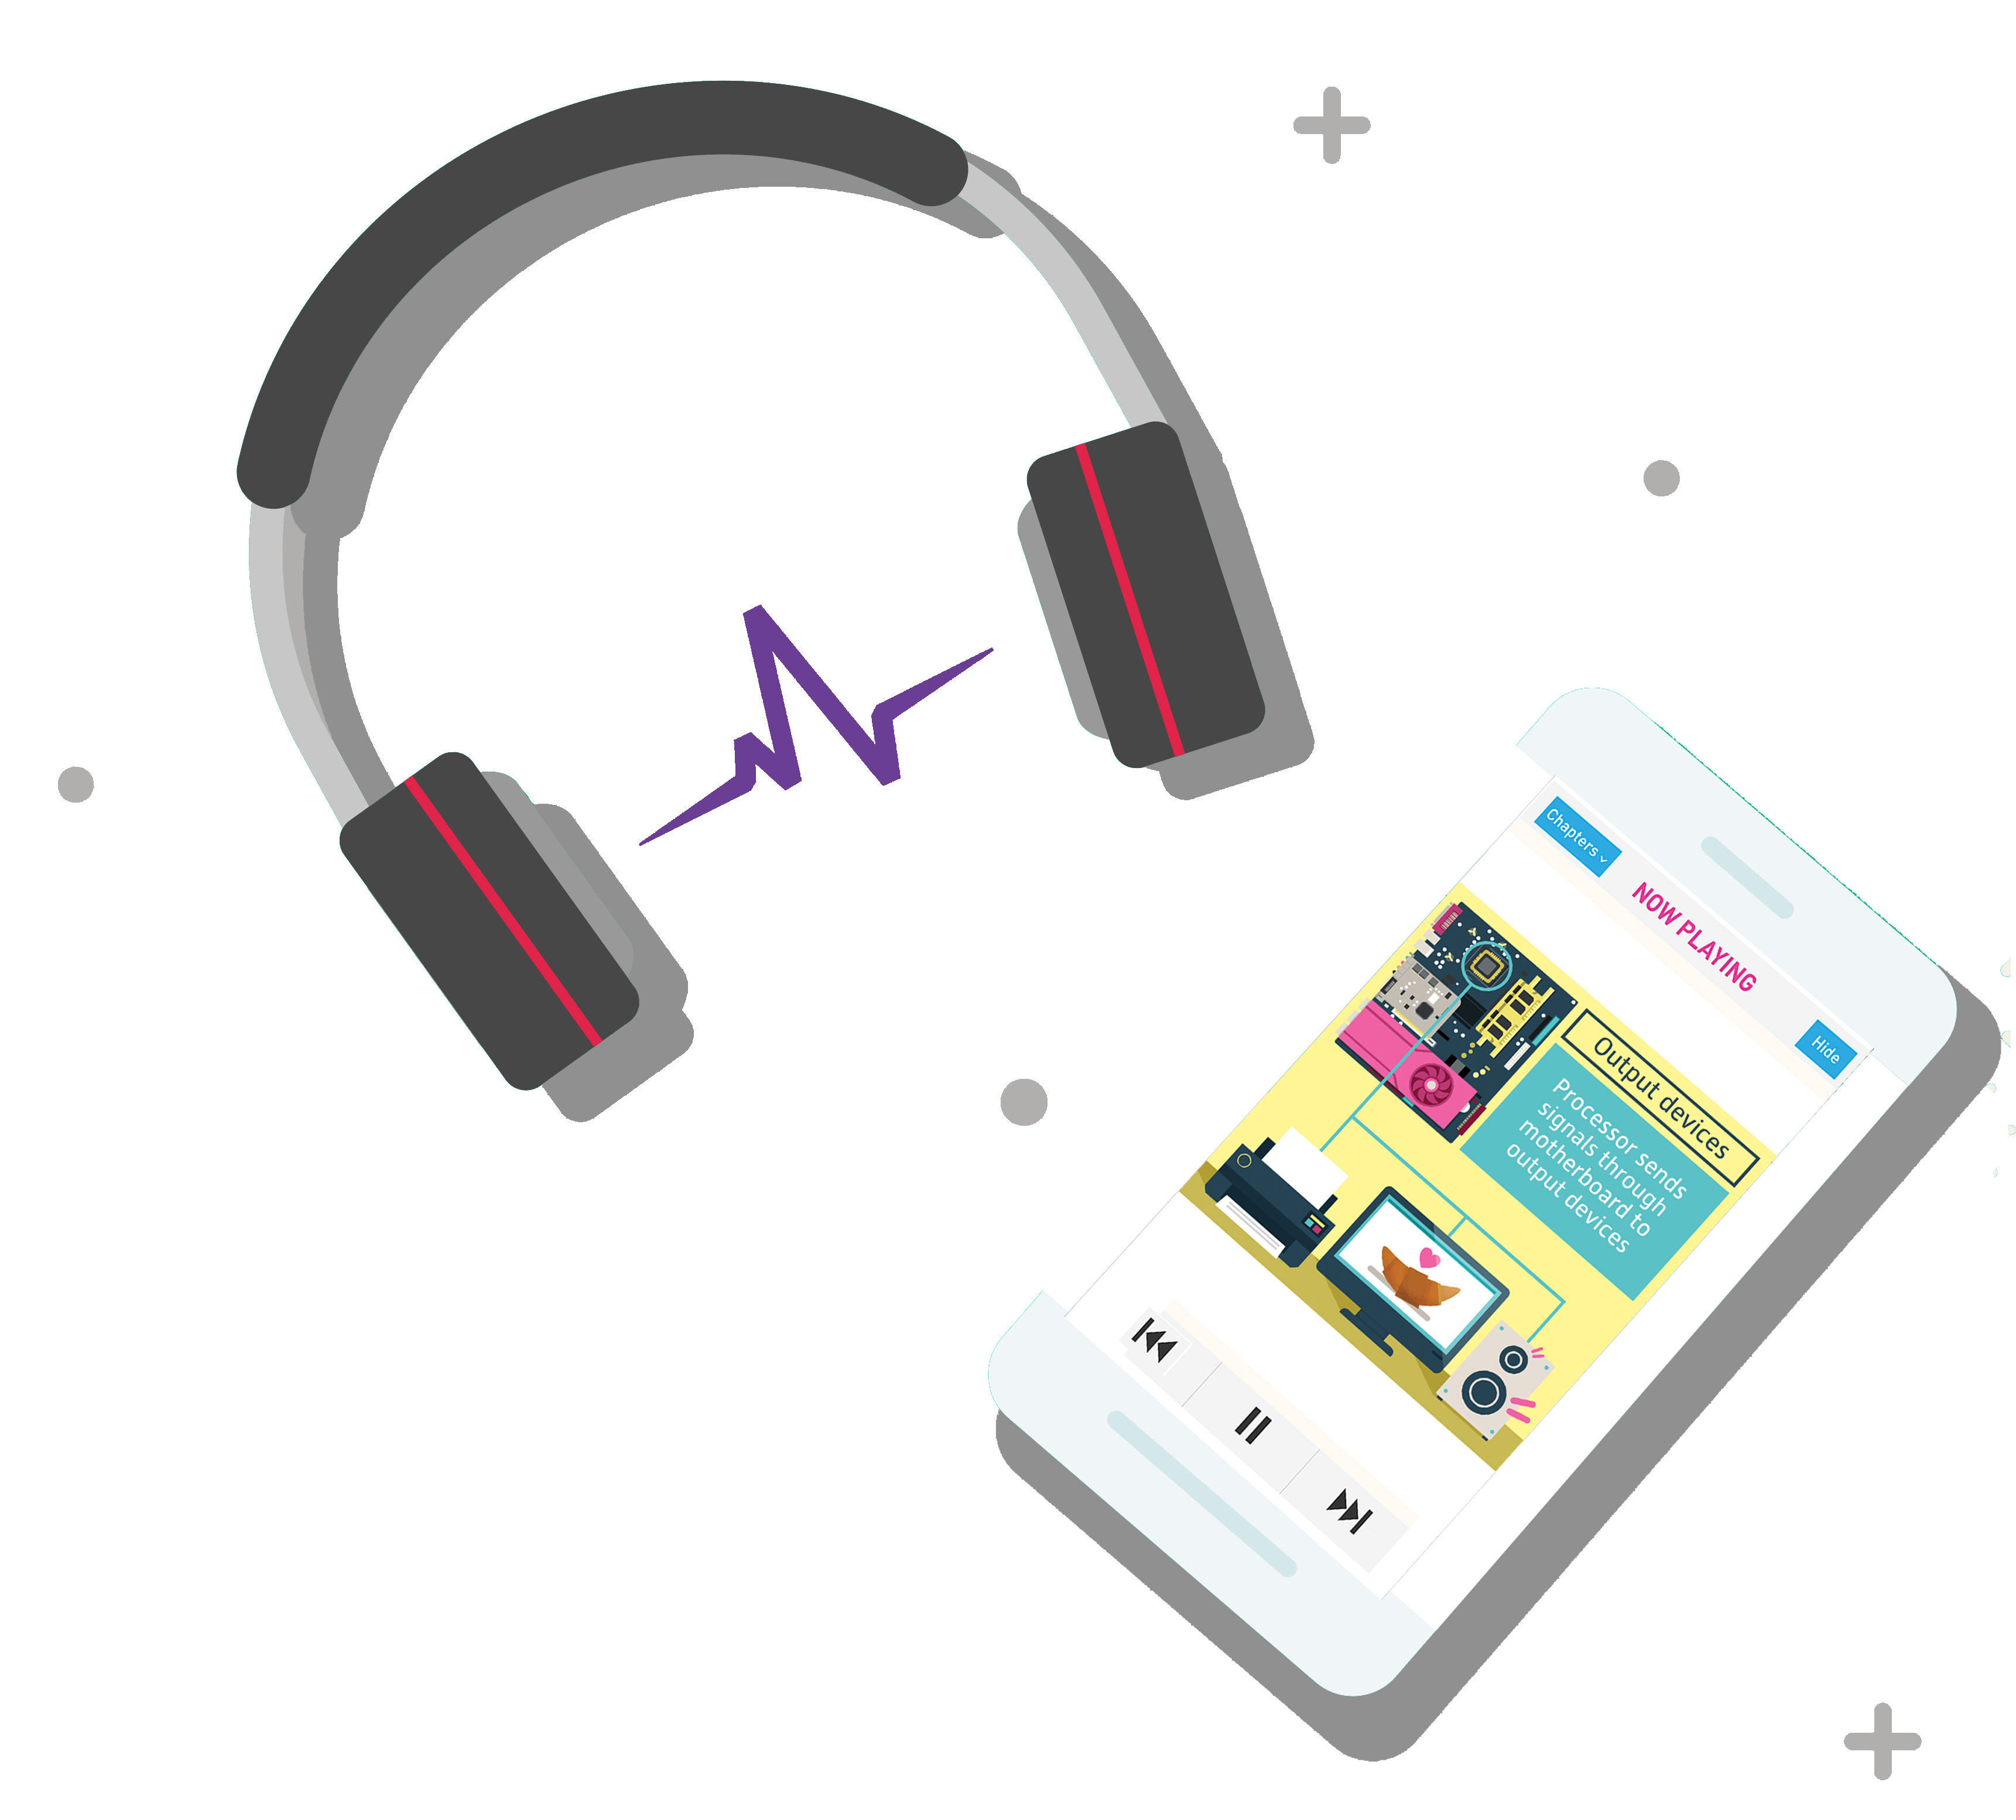 Chapters
NOW PLAYING
Hide
Output devices
Processor sends
signals through
motherboard to
output devices